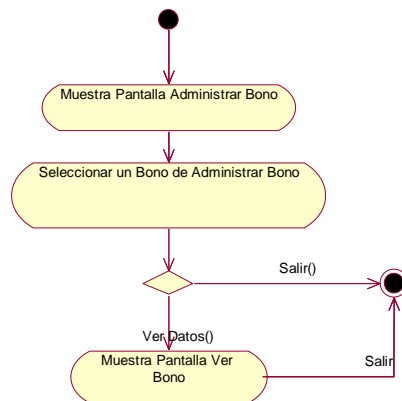 Muestra Pantalla Administrar Bono
Seleccionar un Bono de Administrar Bono
Salir()
Ver Datos()
Muestra Pantalla Ver
Bono
Salir